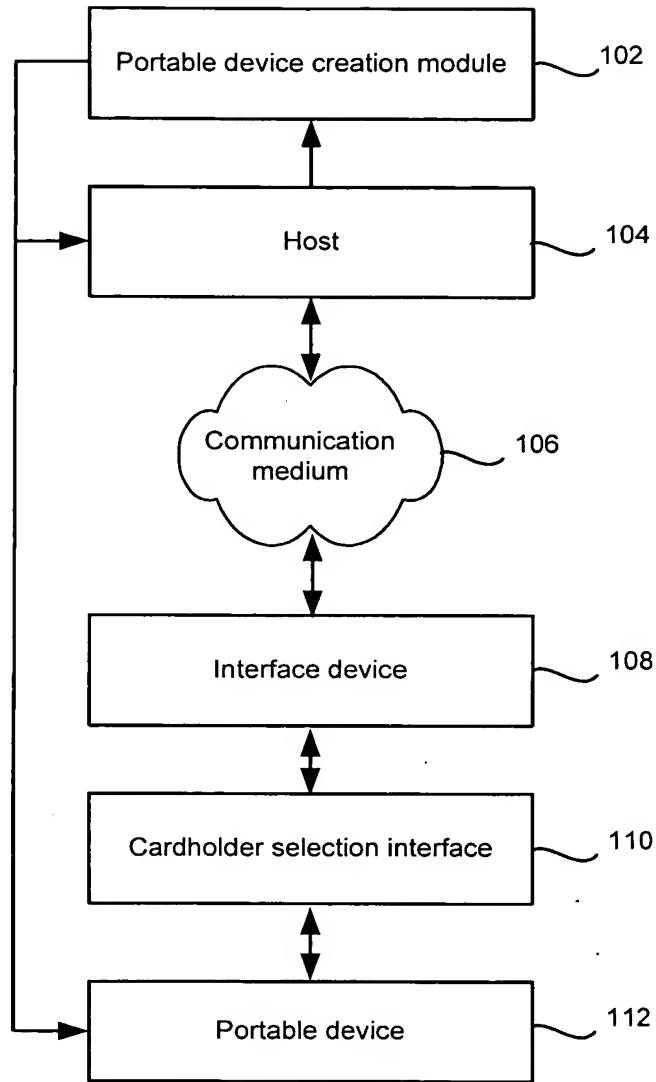 Portable device creation module
102
Host
104
Communication
medium
106
Interface device
108
Cardholder selection interface
110
Portable device
112